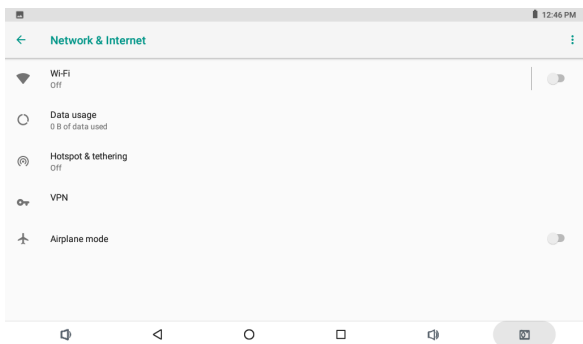 12:46 PM
Network & Internet
Wi-Fi
Off
Data usage
0 B of data used
Hotspot & tethering
Off
VPN
Airplane mode